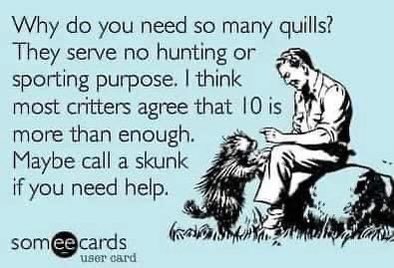 Why do you need so many quills?
They serve no hunting or
sporting purpose. I think
most critters agree that 10 is
more than enough.
Maybe call a skunk
if you need help.
someecards
user card